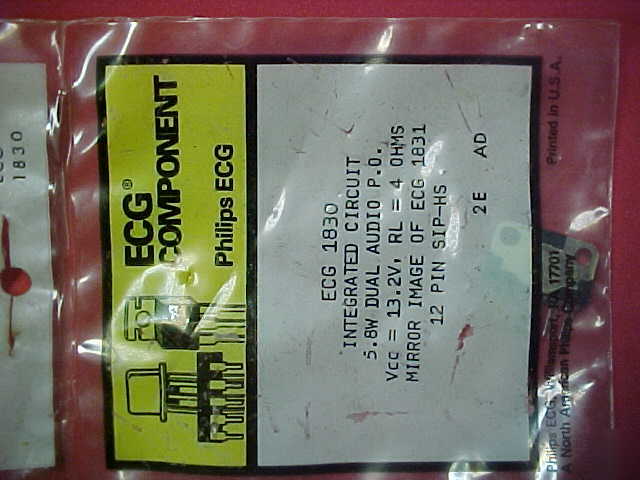 1830
ECG®
COMPONENT
Philips ECG
ECG 1830
INTEGRATED CIRCUIT
5.8W DUAL AUDIO P.O.
Vcc = 13.2V, RL = 4 OHMS
MIRROR IMAGE OF ECG 1831
12 PIN SIP-HS
2E AD
Philips ECG, Williamsport, PA 17701
A North American Philips Company
Printed in U.S.A.